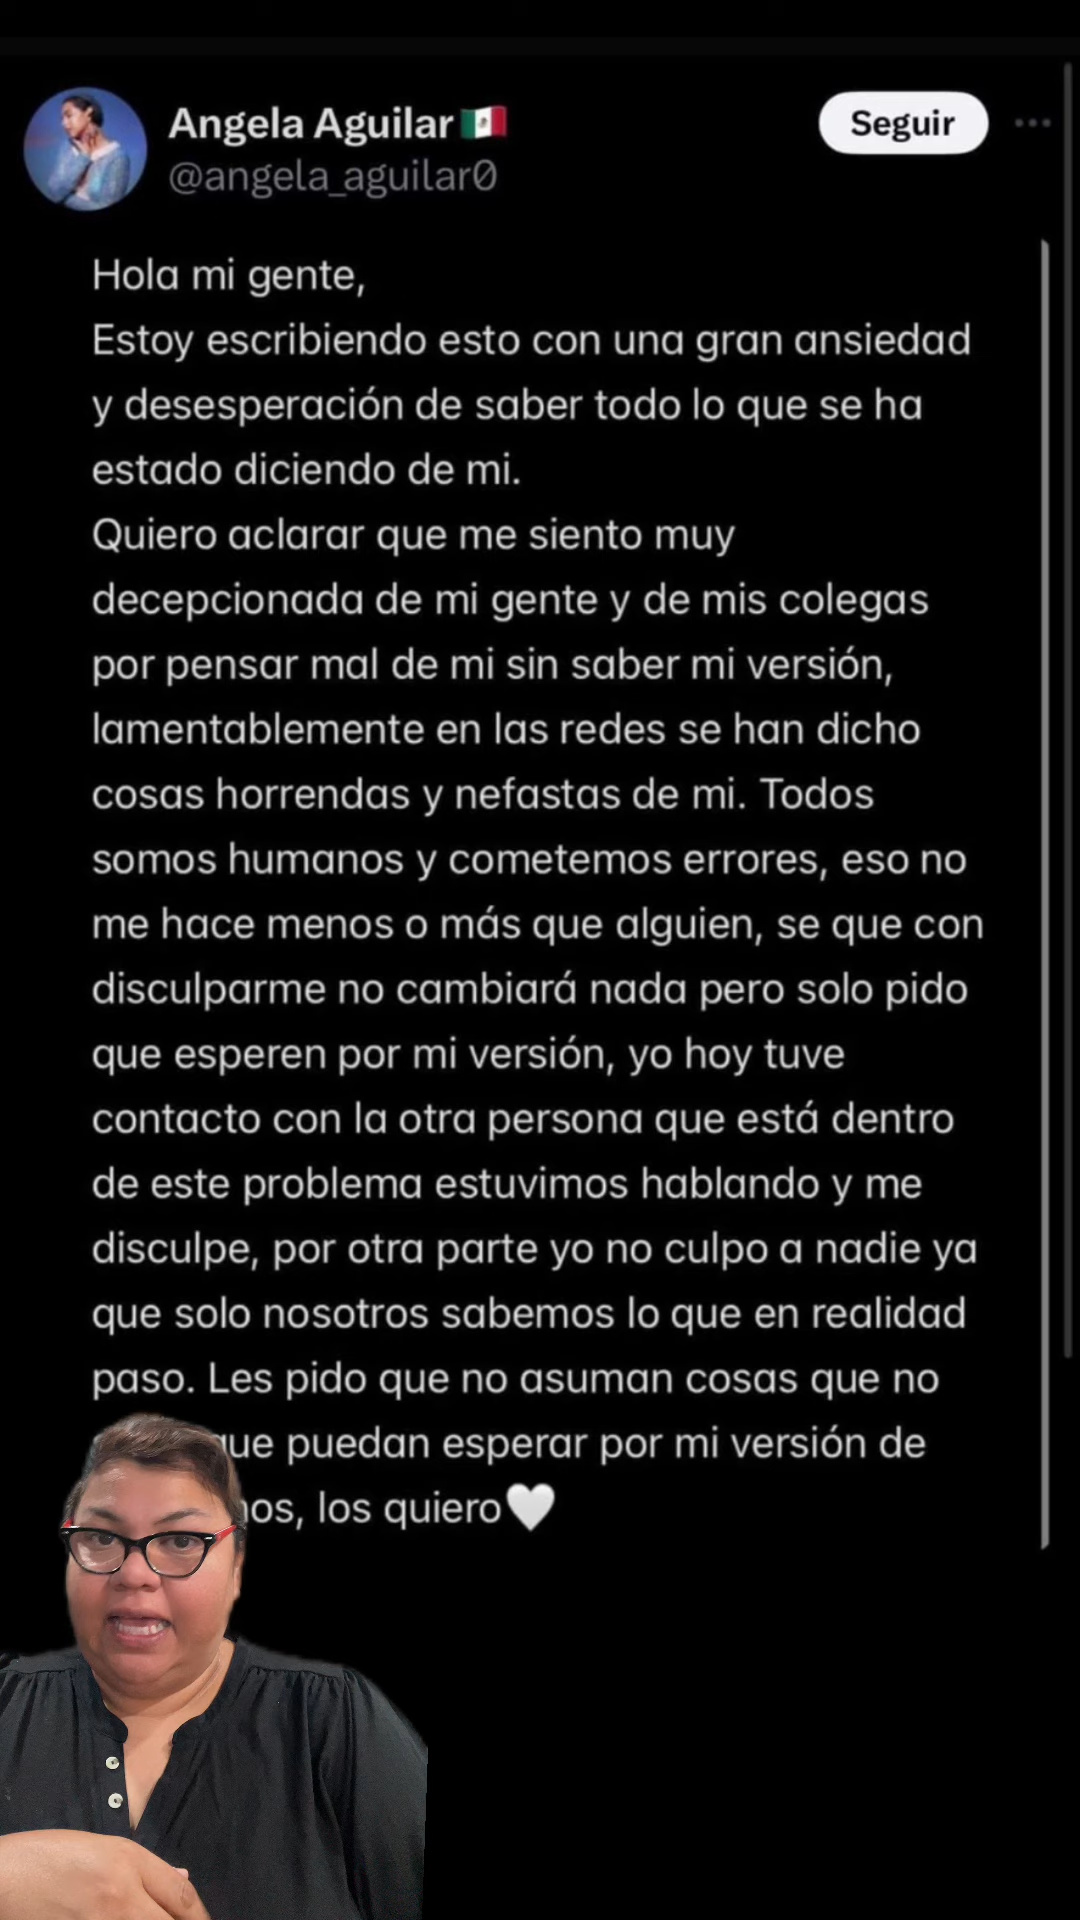 Angela Aguilar🇲🇽
Seguir
@angela_aguilar0
Hola mi gente,
Estoy escribiendo esto con una gran ansiedad
y desesperación de saber todo lo que se ha
estado diciendo de mi.
Quiero aclarar que me siento muy
decepcionada de mi gente y de mis colegas
por pensar mal de mi sin saber mi versión,
lamentablemente en las redes se han dicho
cosas horrendas y nefastas de mi. Todos
somos humanos y cometemos errores, eso no
me hace menos o más que alguien, se que con
disculparme no cambiará nada pero solo pido
que esperen por mi versión, yo hoy tuve
contacto con la otra persona que está dentro
de este problema estuvimos hablando y me
disculpe, por otra parte yo no culpo a nadie ya
que solo nosotros sabemos lo que en realidad
paso. Les pido que no asuman cosas que no
puedan esperar por mi versión de
los quiero🤍